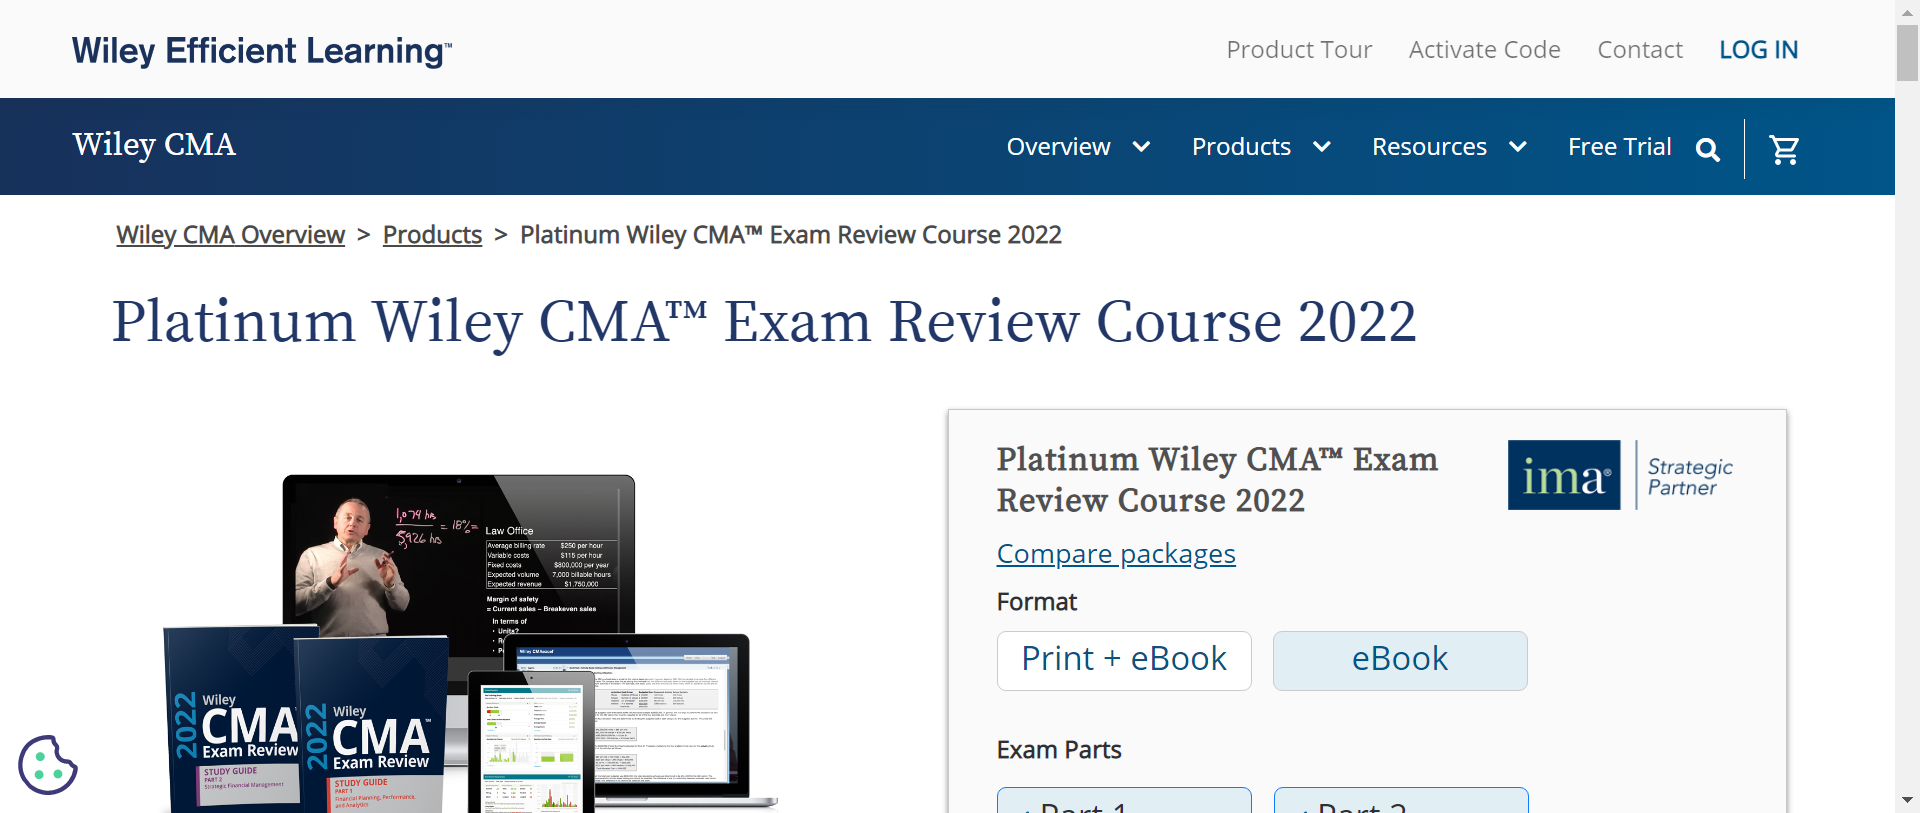 Wiley Efficient Learning™
Product Tour
Activate Code
Contact
LOG IN
Wiley CMA
Overview
Products
Resources
Free Trial
Wiley CMA Overview > Products > Platinum Wiley CMA™ Exam Review Course 2022
Platinum Wiley CMA™ Exam Review Course 2022
1,079 hrs
5,926 hrs
= 18% =
Law Office
Average billing rate $250 per hour
Variable costs $115 per hour
Fixed costs $800,000 per year
Expected volume 7,000 billable hours
Expected revenue $1,750,000
Margin of safety
= Current sales – Breakeven sales
In terms of
• Units?
2022
Wiley
CMA
Exam Review
STUDY GUIDE
PART 2
Strategic Financial Management
2022
Wiley
CMA™
Exam Review
STUDY GUIDE
PART 1
Financial Planning, Performance,
and Analytics
Platinum Wiley CMA™ Exam
Review Course 2022
ima®
Strategic
Partner
Compare packages
Format
Print + eBook
eBook
Exam Parts
Part 1
Part 2